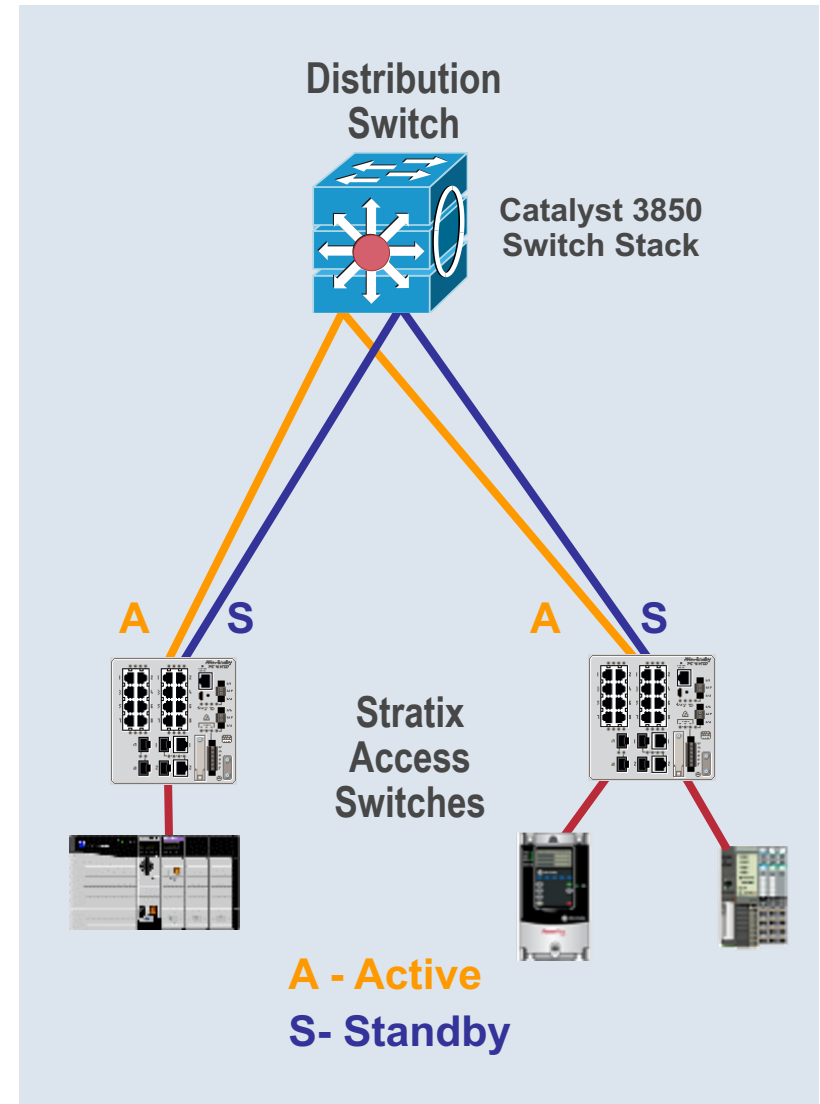 Distribution
Switch
Catalyst 3850
Switch Stack
A
S
A
S
Stratix
Access
Switches
A - Active
S- Standby